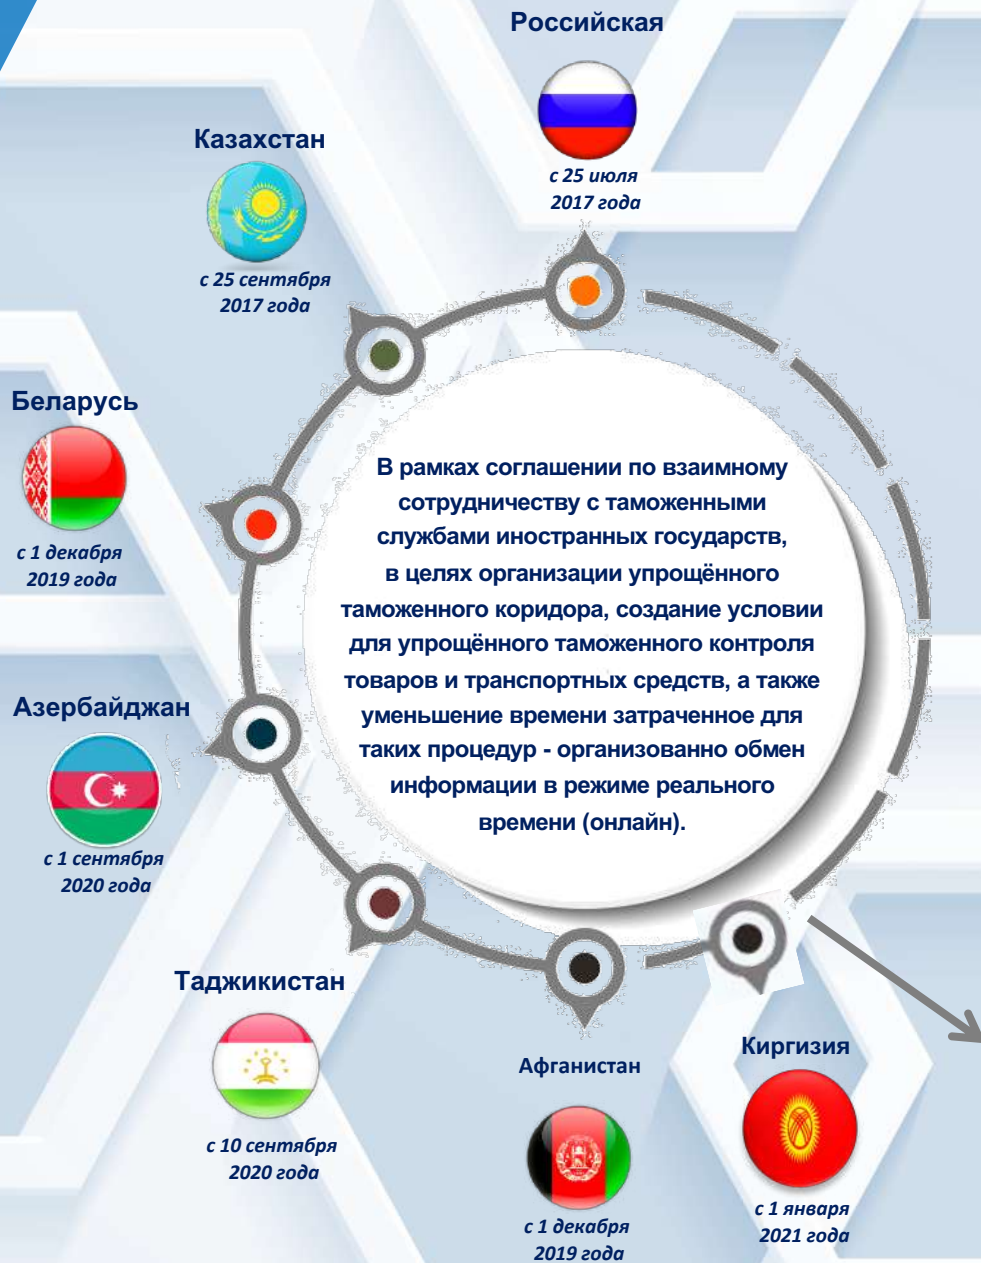 Российская
с 25 июля
2017 года
Казахстан
с 25 сентября
2017 года
Беларусь
с 1 декабря
2019 года
Азербайджан
с 1 сентября
2020 года
Таджикистан
с 10 сентября
2020 года
Афганистан
с 1 декабря
2019 года
Киргизия
с 1 января
2021 года
В рамках соглашении по взаимному
сотрудничеству с таможенными
службами иностранных государств,
в целях организации упрощённого
таможенного коридора, создание условии
для упрощённого таможенного контроля
товаров и транспортных средств, а также
уменьшение времени затраченное для
таких процедур - организованно обмен
информации в режиме реального
времени (онлайн).